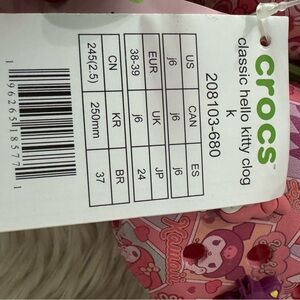 crocs
classic hello kitty clog
k
208103-680
US CAN ES
j6 j6 j6
EUR UK JP
38-39 j6 24
CN KR BR
245(2.5) 250mm 37
Kuromi